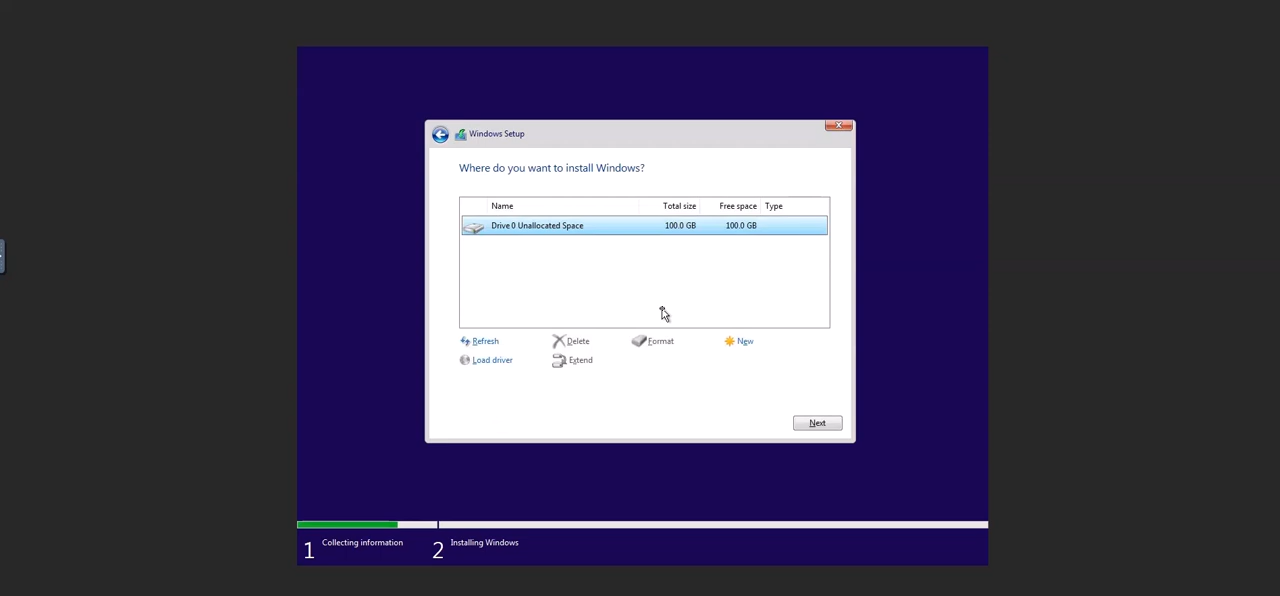 Windows Setup
Where do you want to install Windows?
Name Total size Free space Type
Drive 0 Unallocated Space 100.0 GB 100.0 GB
Refresh Delete Format New
Load driver Extend
Next
1 Collecting information 2 Installing Windows